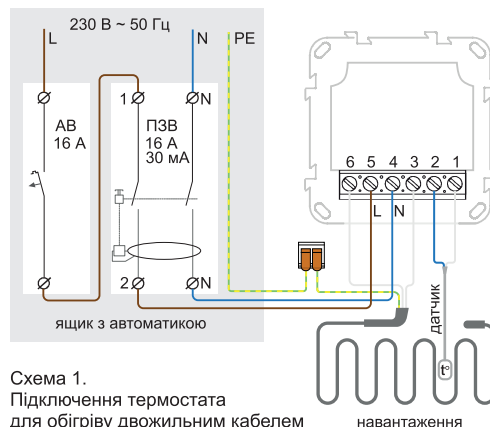 230 В ~ 50 Гц
L N PE
1 N
АВ
16 А
ПЗВ
16 А
30 мА
6 5 4 3 2 1
L N
2 N
ящик з автоматикою
датчик
t°
Схема 1.
Підключення термостата
для обігріву двожильним кабелем
навантаження